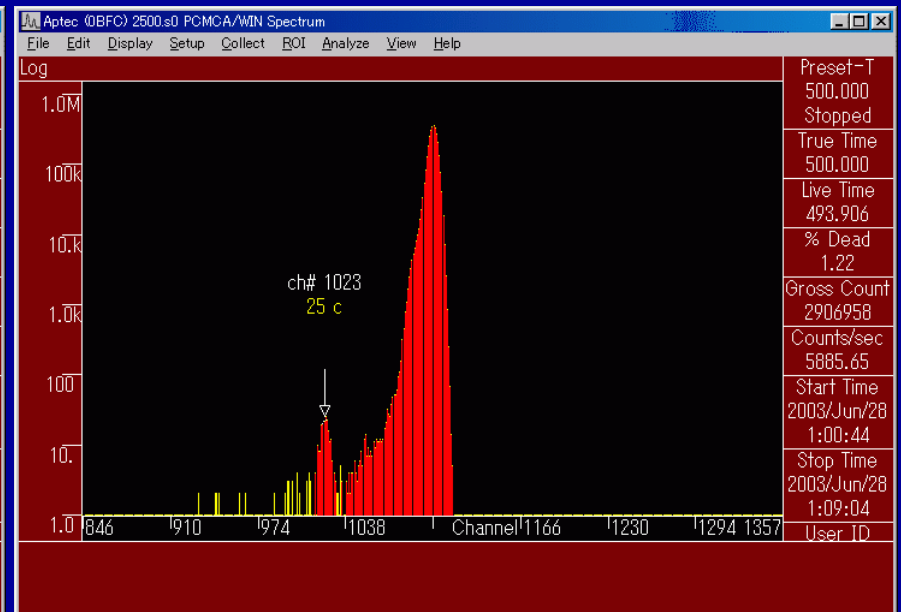 Aptec (0BFC) 2500.s0 PCMCA/WIN Spectrum
File Edit Display Setup Collect ROI Analyze View Help
Log
Preset-T
500.000
Stopped
True Time
500.000
Live Time
493.906
% Dead
1.22
Gross Count
2906958
Counts/sec
5885.65
Start Time
2003/Jun/28
1:00:44
Stop Time
2003/Jun/28
1:09:04
User ID
1.0M
100k
10.k
1.0k
100
10.
1.0
ch# 1023
25 c
846 910 974 1038 Channel 1166 1230 1294 1357